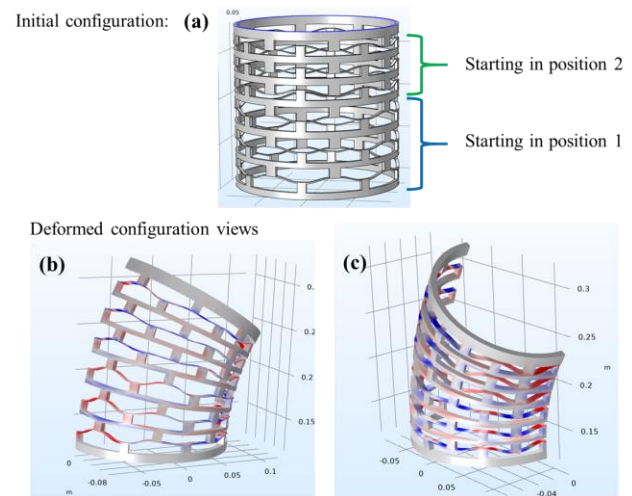 Initial configuration: (a)
0.05
Starting in position 2
Starting in position 1
Deformed configuration views
(b)
(c)
0.2
0.2
0.15
0
m
-0.08
-0.05
0
0.05
0.1
0.3
0.25
m
0.2
0.15
-0.05
0
0.05
-0.04
0